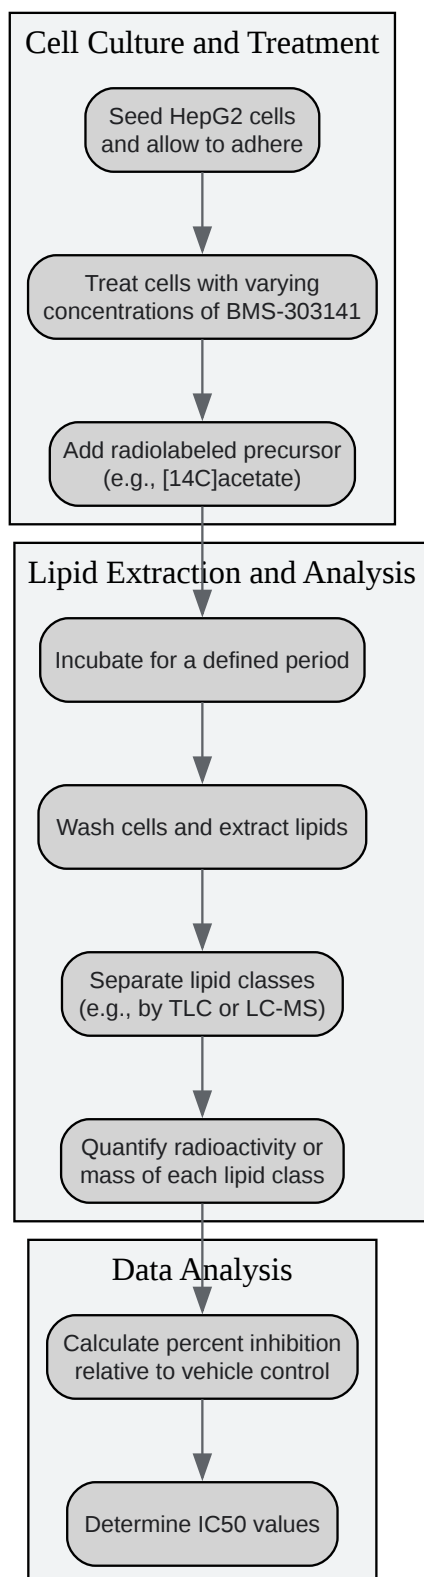 Cell Culture and Treatment
Seed HepG2 cells
and allow to adhere
Treat cells with varying
concentrations of BMS-303141
Add radiolabeled precursor
(e.g., [14C]acetate)
Lipid Extraction and Analysis
Incubate for a defined period
Wash cells and extract lipids
Separate lipid classes
(e.g., by TLC or LC-MS)
Quantify radioactivity or
mass of each lipid class
Data Analysis
Calculate percent inhibition
relative to vehicle control
Determine IC50 values